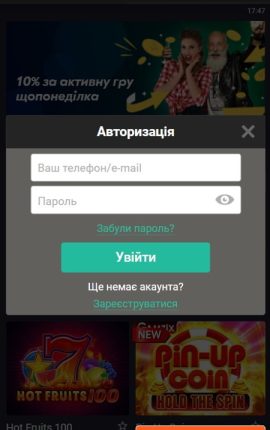 17:47
10% за активну гру
щопонеділка
Авторизація
Ваш телефон/e-mail
Пароль
Забули пароль?
Увійти
Ще немає акаунта?
Зареєструватися
HOT FRUITS 100
NEW
PIN-UP
COIN
HOLD THE SPIN
Hot Fruits 100